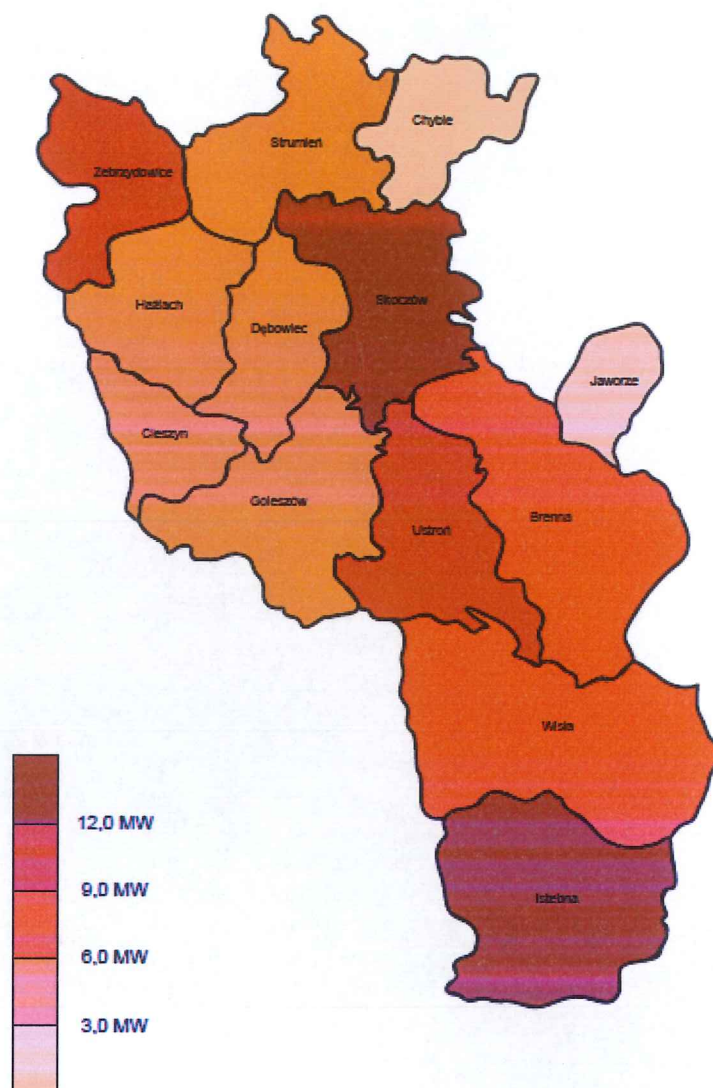 Strumień
Chybie
Zebrzydowice
Hażlach
Dębowiec
Skoczów
Jaworze
Cieszyn
Goleszów
Ustroń
Brenna
Wisła
Istebna
12,0 MW
9,0 MW
6,0 MW
3,0 MW